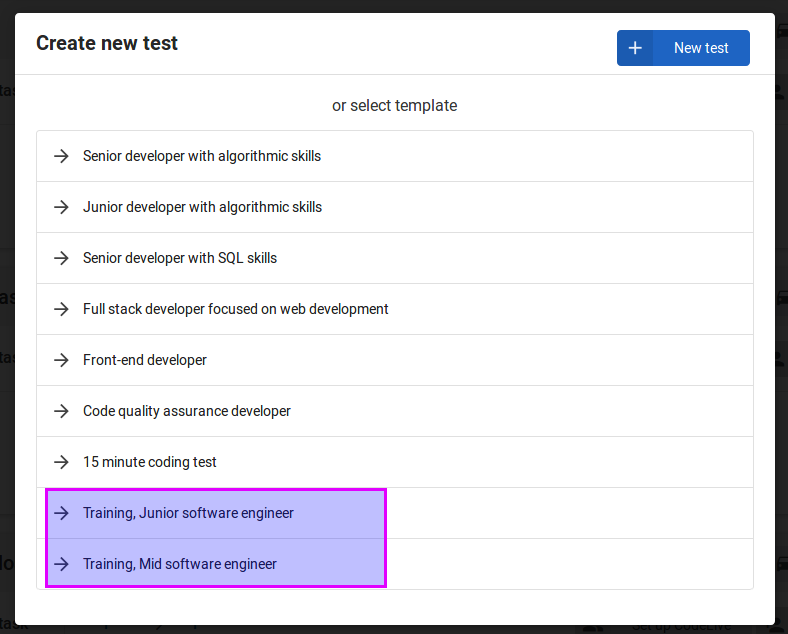 Create new test
New test
or select template
Senior developer with algorithmic skills
Junior developer with algorithmic skills
Senior developer with SQL skills
Full stack developer focused on web development
Front-end developer
Code quality assurance developer
15 minute coding test
Training, Junior software engineer
Training, Mid software engineer